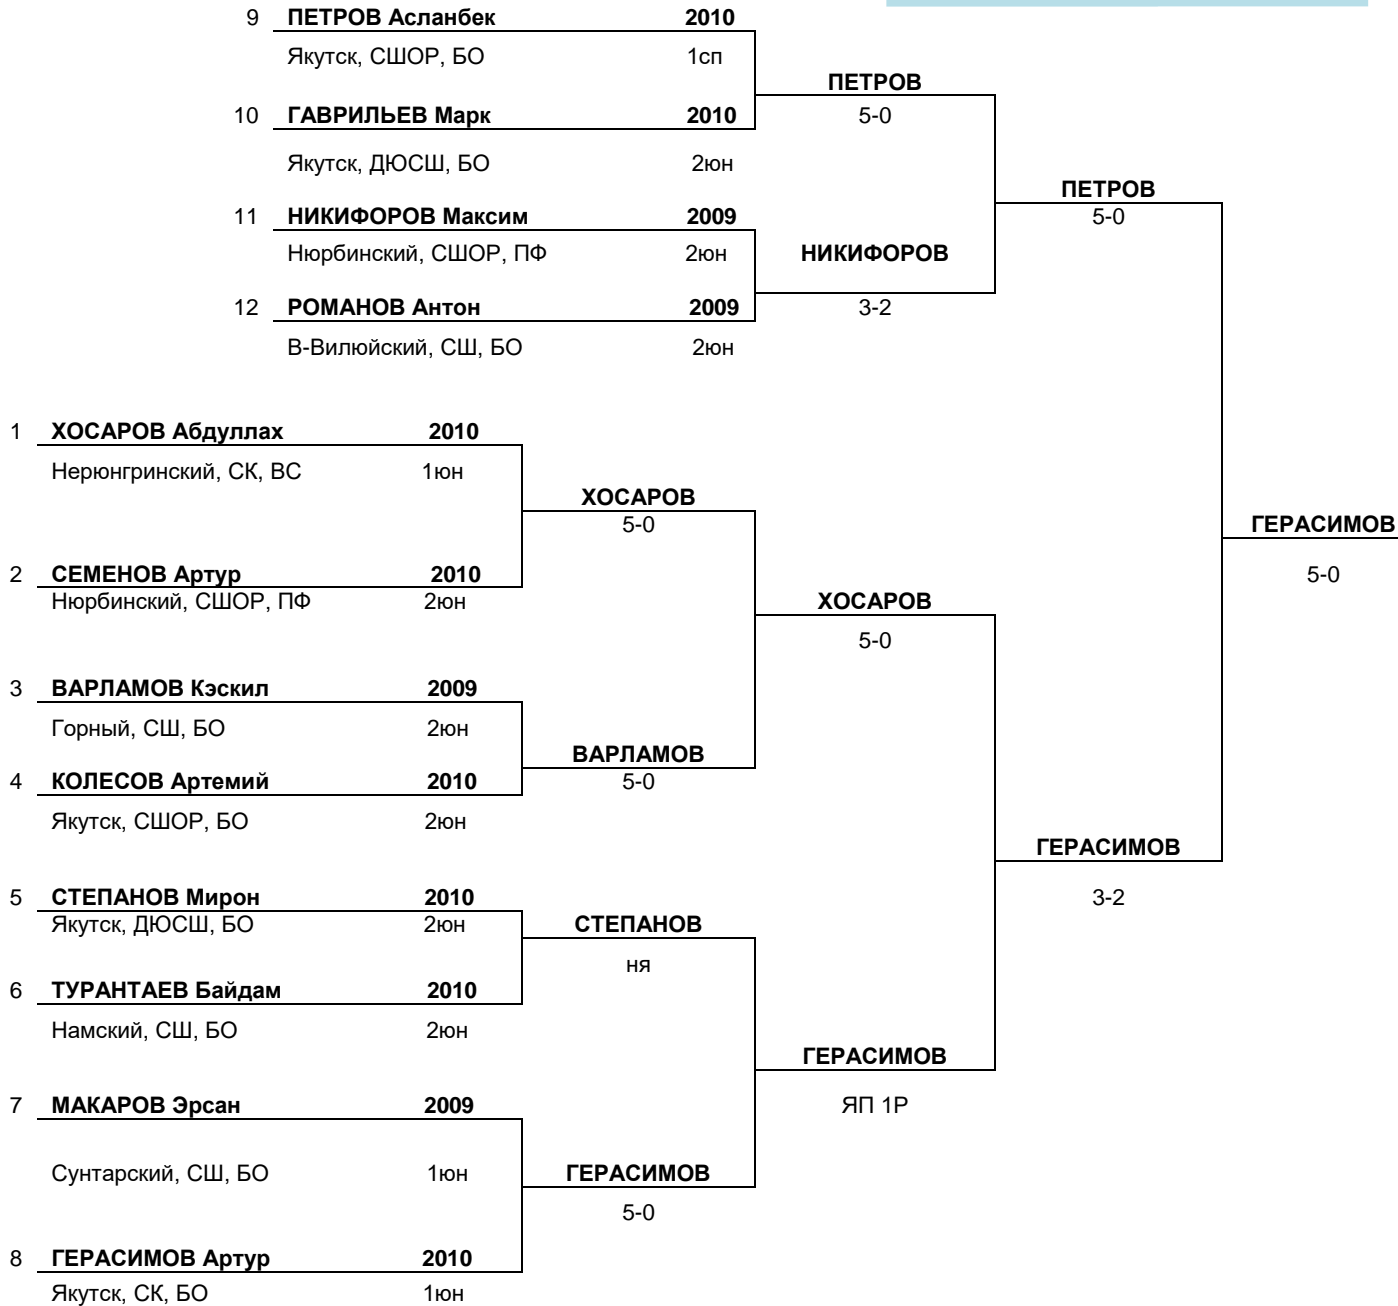 9 ПЕТРОВ Асланбек 2010
Якутск, СШОР, БО 1сп
ПЕТРОВ
10 ГАВРИЛЬЕВ Марк 2010 5-0
Якутск, ДЮСШ, БО 2юн
ПЕТРОВ
11 НИКИФОРОВ Максим 2009 5-0
Нюрбинский, СШОР, ПФ 2юн НИКИФОРОВ
12 РОМАНОВ Антон 2009 3-2
В-Вилюйский, СШ, БО 2юн
1 ХОСАРОВ Абдуллах 2010
Нерюнгринский, СК, ВС 1юн
ХОСАРОВ
5-0 ГЕРАСИМОВ
2 СЕМЕНОВ Артур 2010 5-0
Нюрбинский, СШОР, ПФ 2юн ХОСАРОВ
5-0
3 ВАРЛАМОВ Кэскил 2009
Горный, СШ, БО 2юн
ВАРЛАМОВ
4 КОЛЕСОВ Артемий 2010 5-0
Якутск, СШОР, БО 2юн
ГЕРАСИМОВ
5 СТЕПАНОВ Мирон 2010 3-2
Якутск, ДЮСШ, БО 2юн СТЕПАНОВ
ня
6 ТУРАНТАЕВ Байдам 2010
Намский, СШ, БО 2юн
ГЕРАСИМОВ
7 МАКАРОВ Эрсан 2009 ЯП 1Р
Сунтарский, СШ, БО 1юн ГЕРАСИМОВ
5-0
8 ГЕРАСИМОВ Артур 2010
Якутск, СК, БО 1юн